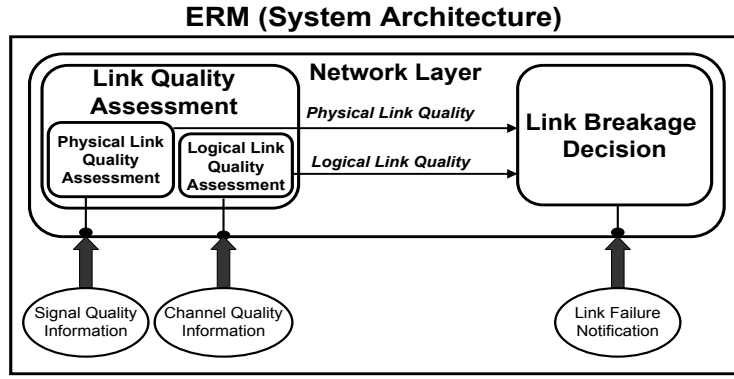 ERM (System Architecture)
Link Quality
Assessment
Network Layer
Physical Link
Quality
Assessment
Logical Link
Quality
Assessment
Physical Link Quality
Logical Link Quality
Link Breakage
Decision
Signal Quality
Information
Channel Quality
Information
Link Failure
Notification